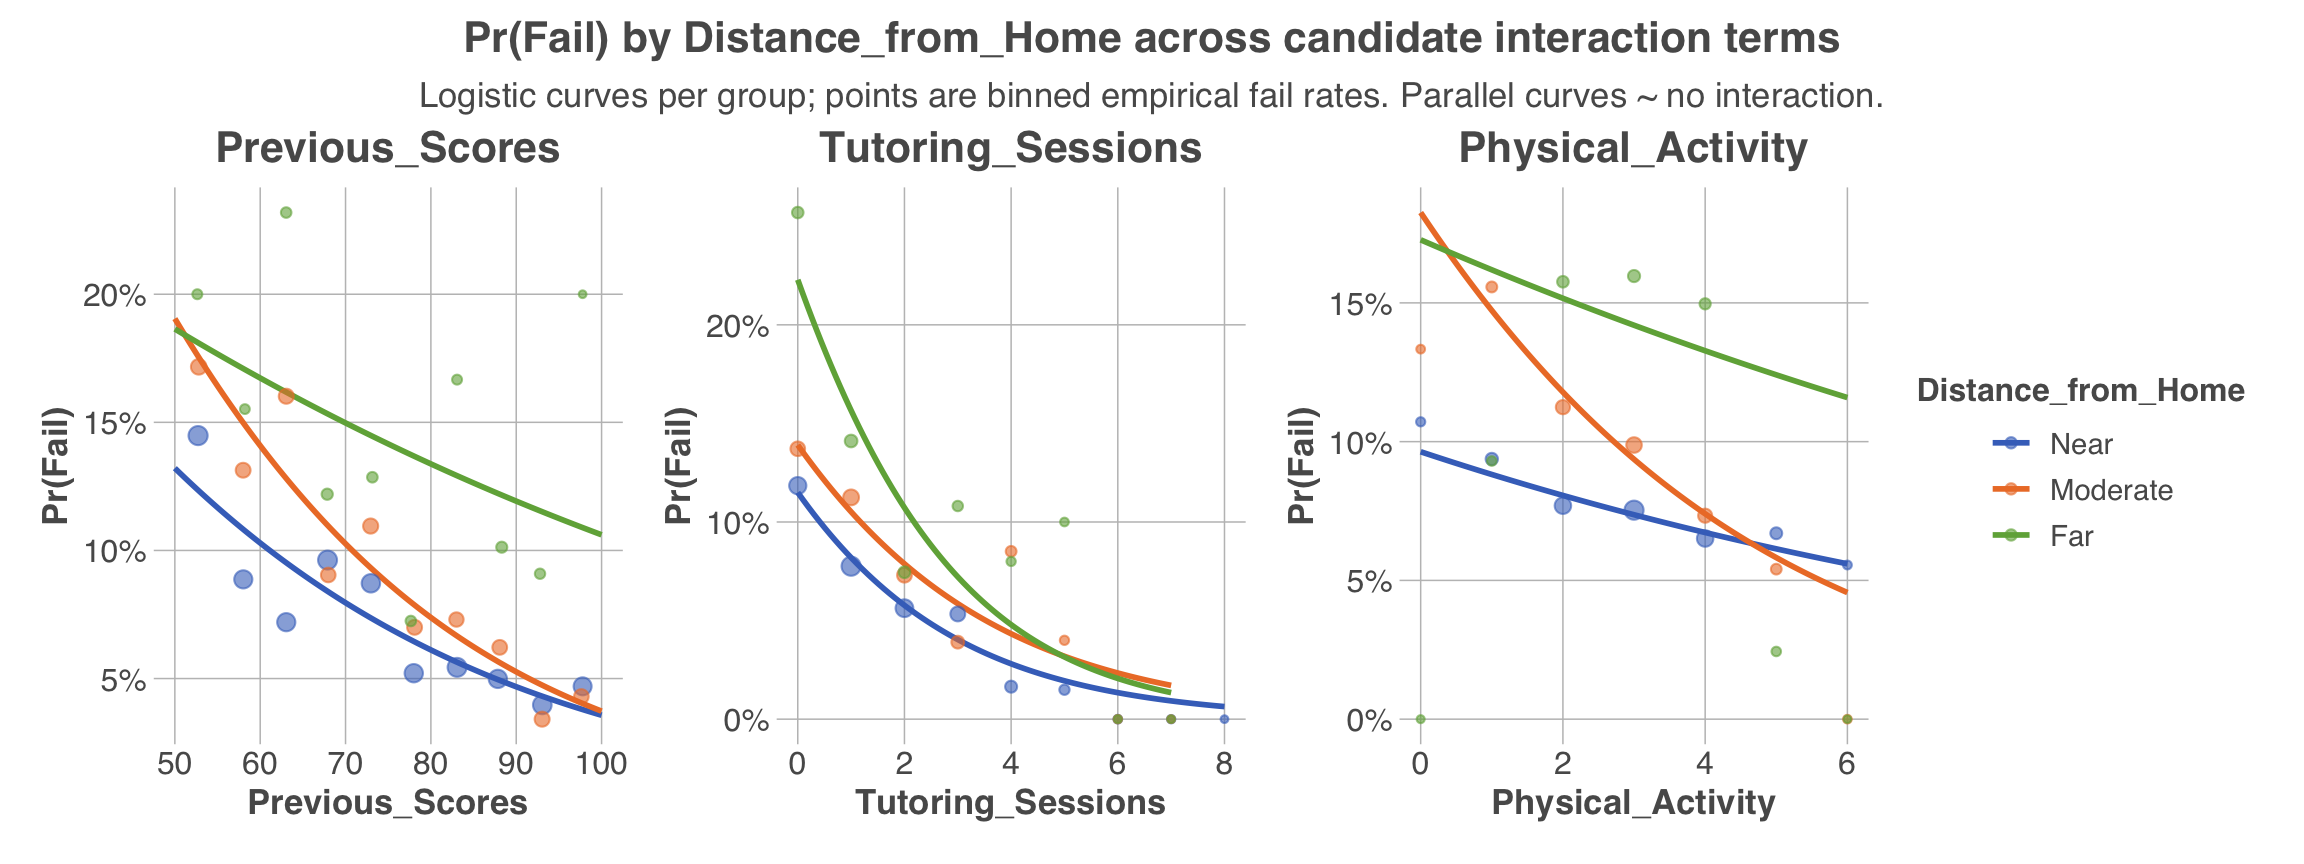 Pr(Fail) by Distance_from_Home across candidate interaction terms
Logistic curves per group; points are binned empirical fail rates. Parallel curves ~ no interaction.
Previous_Scores
Pr(Fail)
20%
15%
10%
5%
50 60 70 80 90 100
Previous_Scores
Tutoring_Sessions
Pr(Fail)
20%
10%
0%
0 2 4 6 8
Tutoring_Sessions
Physical_Activity
Pr(Fail)
15%
10%
5%
0%
0 2 4 6
Physical_Activity
Distance_from_Home
Near
Moderate
Far